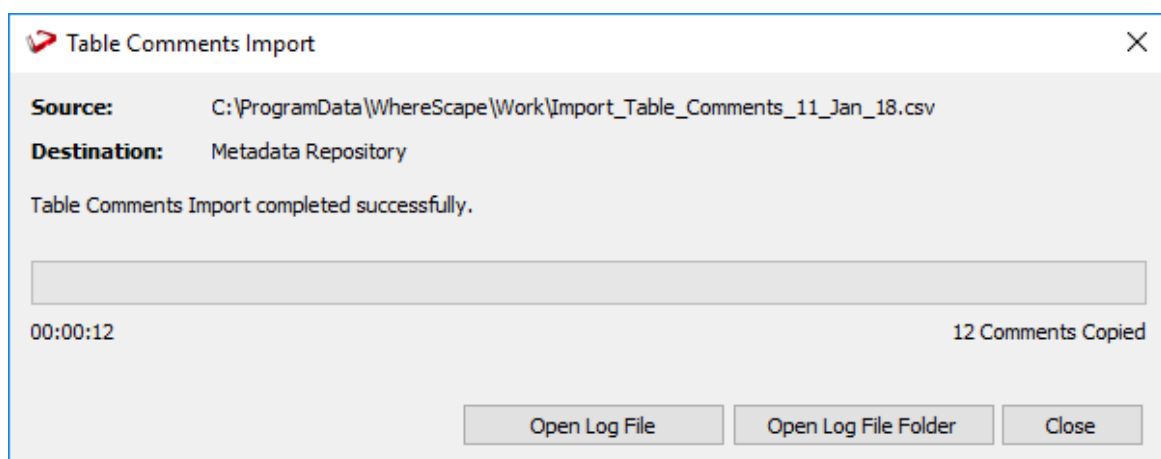 Table Comments Import
Source: C:\ProgramData\WhereScape\Work\Import_Table_Comments_11_Jan_18.csv
Destination: Metadata Repository
Table Comments Import completed successfully.
00:00:12 12 Comments Copied
Open Log File Open Log File Folder Close